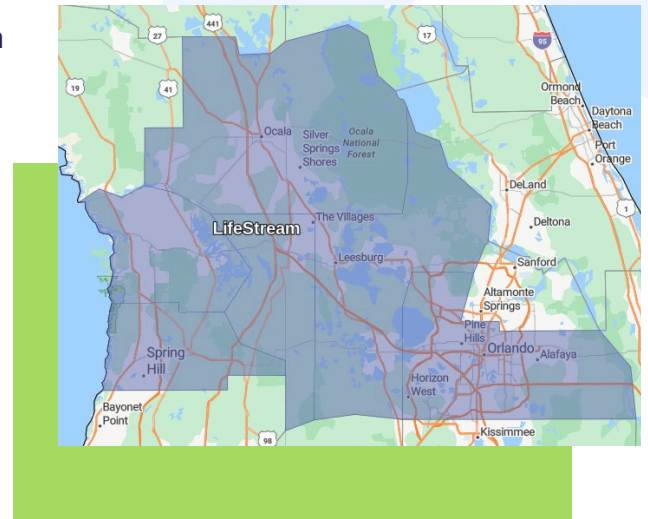 n
441
27
17
95
19
41
Ormond
Beach
Daytona
Beach
Ocala
Silver
Springs
Shores
Ocala
National
Forest
Port
Orange
DeLand
1
The Villages
LifeStream
Deltona
Leesburg
Sanford
Altamonte
Springs
Pine
Hills
Orlando
Alafaya
Spring
Hill
Horizon
West
Bayonet
Point
Kissimmee
98